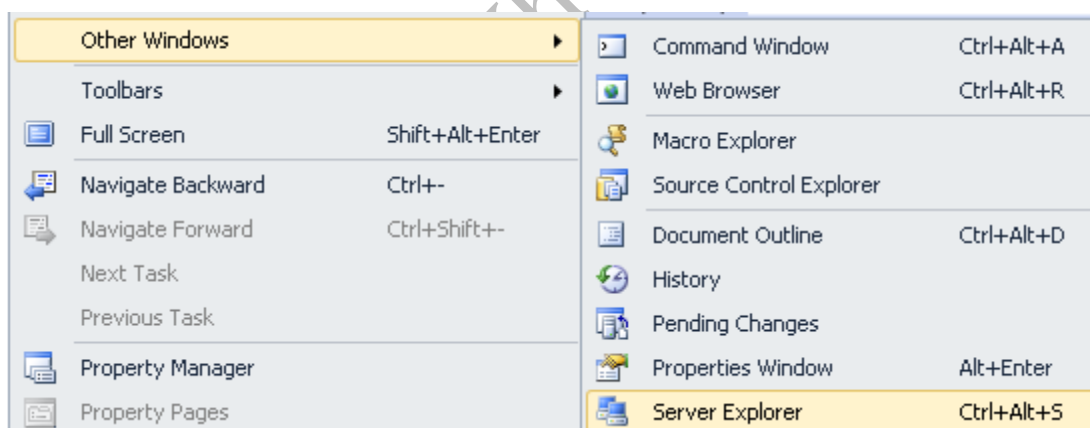 Other Windows
Toolbars
Full Screen Shift+Alt+Enter
Navigate Backward Ctrl+-
Navigate Forward Ctrl+Shift+-
Next Task
Previous Task
Property Manager
Property Pages
Command Window Ctrl+Alt+A
Web Browser Ctrl+Alt+R
Macro Explorer
Source Control Explorer
Document Outline Ctrl+Alt+D
History
Pending Changes
Properties Window Alt+Enter
Server Explorer Ctrl+Alt+S